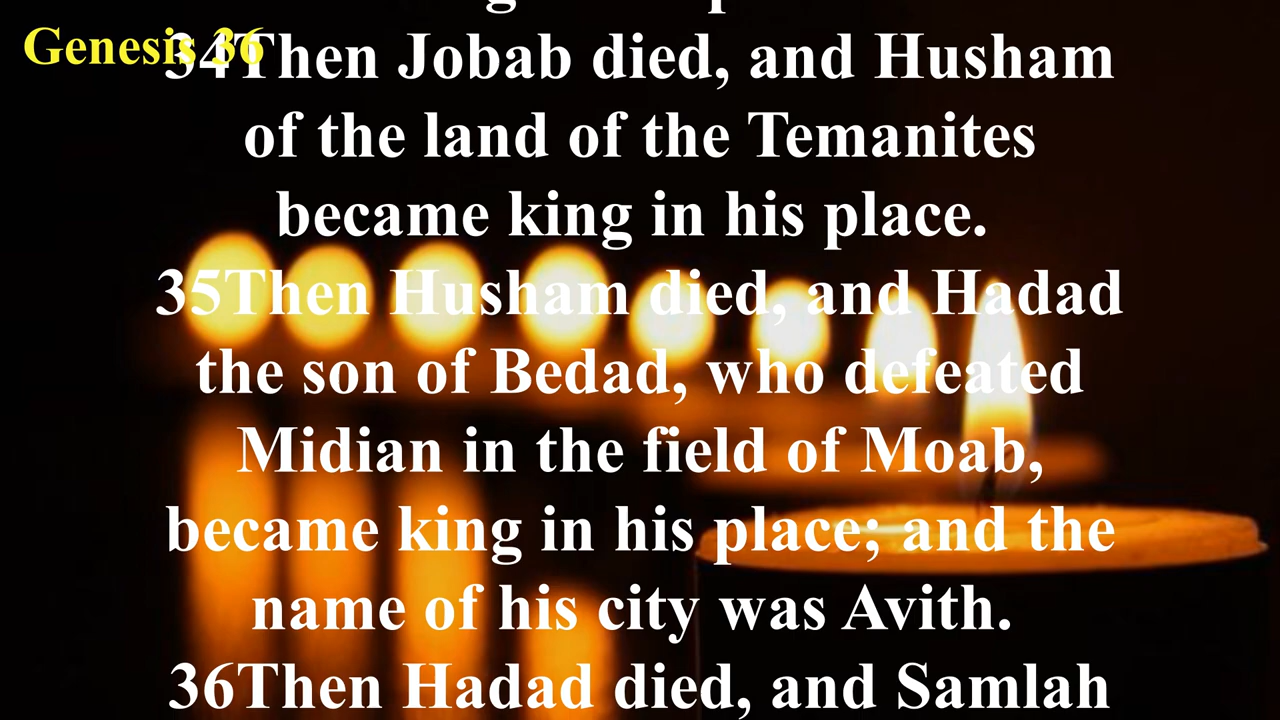 Genesis 36
34Then Jobab died, and Husham
of the land of the Temanites
became king in his place.
35Then Husham died, and Hadad
the son of Bedad, who defeated
Midian in the field of Moab,
became king in his place; and the
name of his city was Avith.
36Then Hadad died, and Samlah